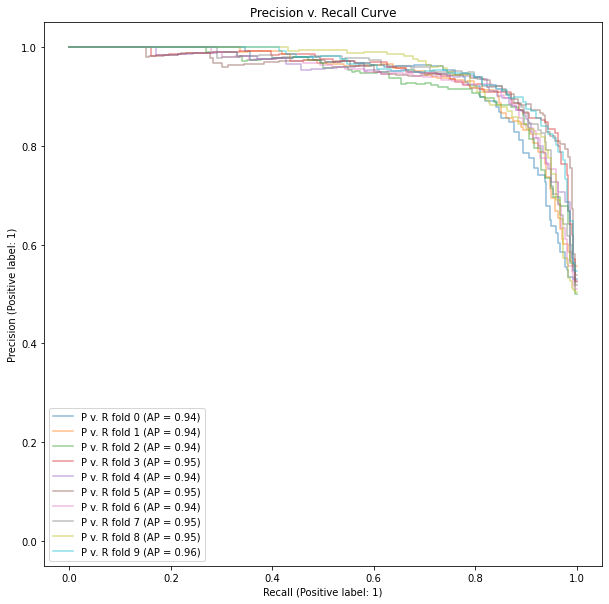 Precision v. Recall Curve
Precision (Positive label: 1)
1.0
0.8
0.6
0.4
0.2
0.0
P v. R fold 0 (AP = 0.94)
P v. R fold 1 (AP = 0.94)
P v. R fold 2 (AP = 0.94)
P v. R fold 3 (AP = 0.95)
P v. R fold 4 (AP = 0.94)
P v. R fold 5 (AP = 0.95)
P v. R fold 6 (AP = 0.94)
P v. R fold 7 (AP = 0.95)
P v. R fold 8 (AP = 0.95)
P v. R fold 9 (AP = 0.96)
0.0 0.2 0.4 0.6 0.8 1.0
Recall (Positive label: 1)